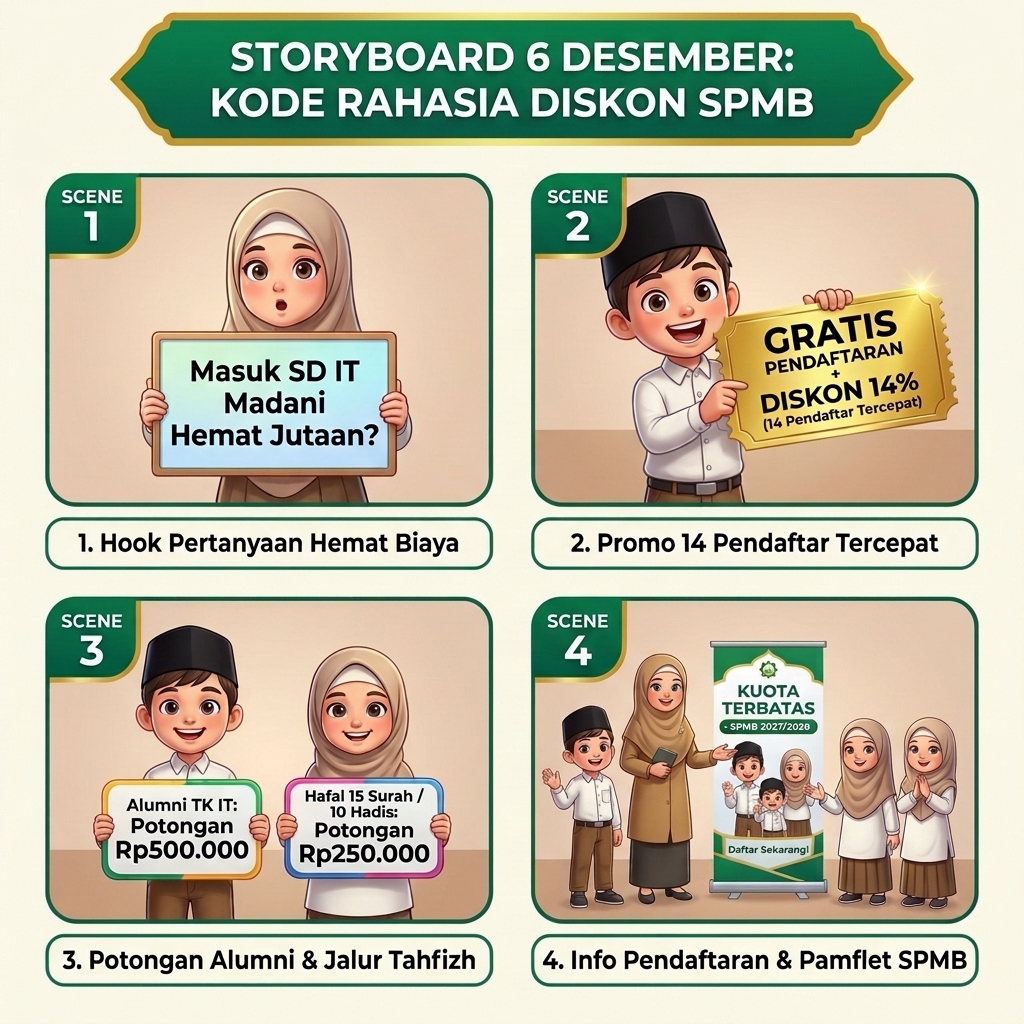 STORYBOARD 6 DESEMBER:
KODE RAHASIA DISKON SPMB
SCENE
1
Masuk SD IT
Madani
Hemat Jutaan?
1. Hook Pertanyaan Hemat Biaya
SCENE
2
GRATIS
PENDAFTARAN
+
DISKON 14%
(14 Pendaftar Tercepat)
2. Promo 14 Pendaftar Tercepat
SCENE
3
Alumni TK IT:
Potongan
Rp500.000
Hafal 15 Surah /
10 Hadis:
Potongan
Rp250.000
3. Potongan Alumni & Jalur Tahfizh
SCENE
4
KUOTA
TERBATAS
- SPMB 2027/2028
Daftar Sekarang!
4. Info Pendaftaran & Pamflet SPMB